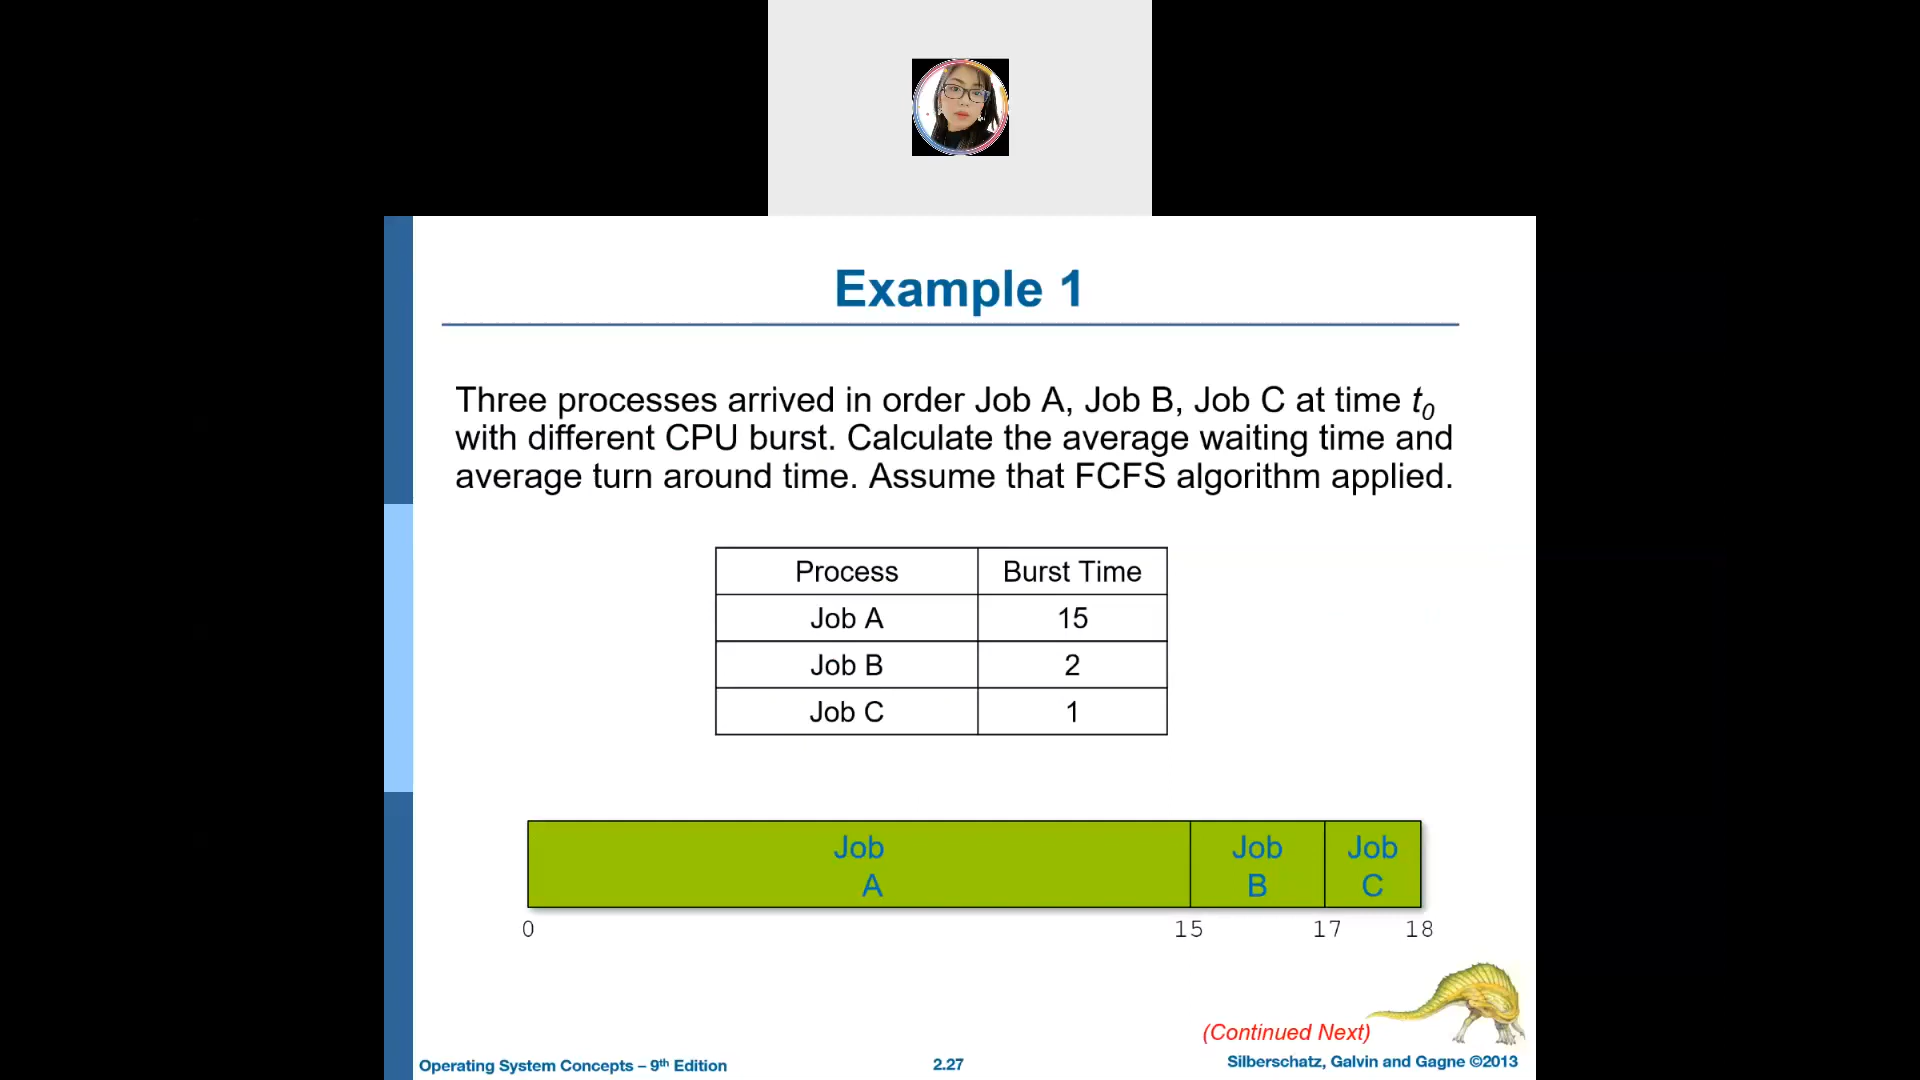 Example 1
Three processes arrived in order Job A, Job B, Job C at time t0
with different CPU burst. Calculate the average waiting time and
average turn around time. Assume that FCFS algorithm applied.
Process Burst Time
Job A 15
Job B 2
Job C 1
Job A Job B Job C
0 15 17 18
(Continued Next)
Operating System Concepts – 9th Edition 2.27 Silberschatz, Galvin and Gagne ©2013